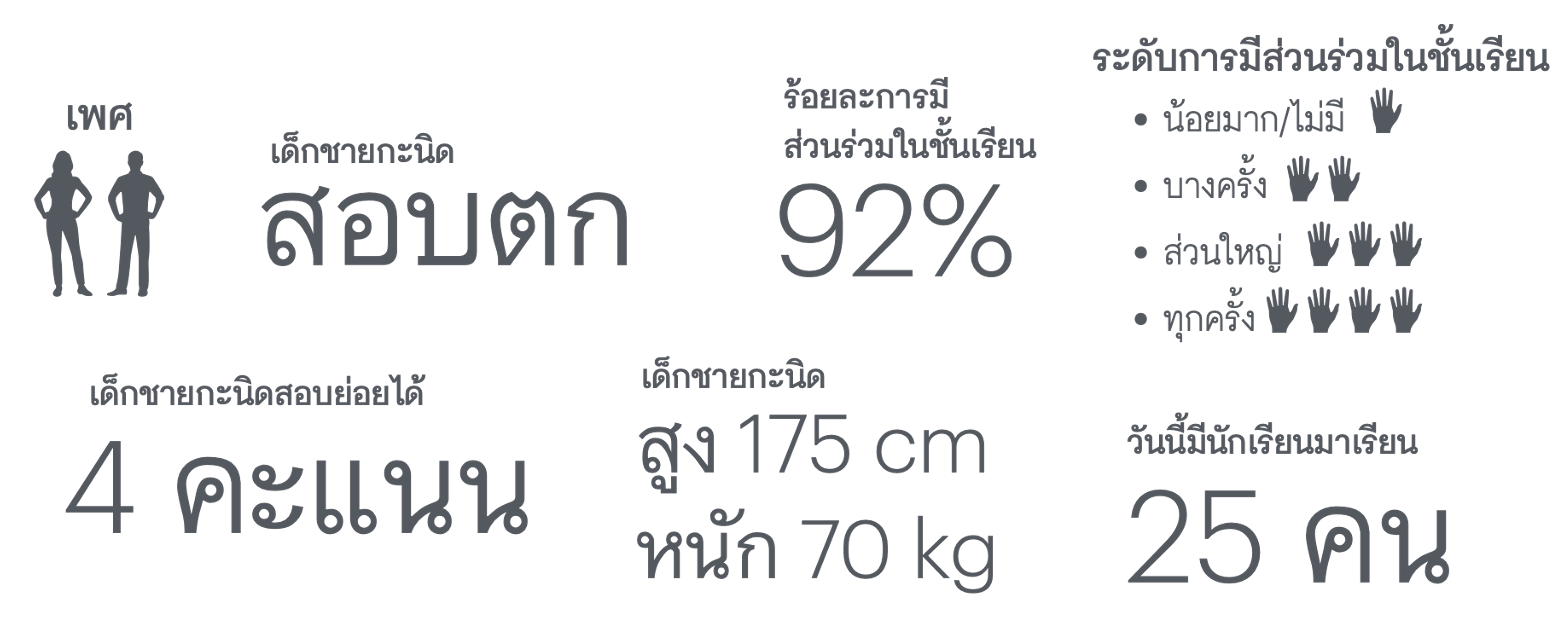 เพศ
เด็กชายกะนิด
สอบตก
ร้อยละการมี
ส่วนร่วมในชั้นเรียน
92%
ระดับการมีส่วนร่วมในชั้นเรียน
• น้อยมาก/ไม่มี
• บางครั้ง
• ส่วนใหญ่
• ทุกครั้ง
เด็กชายกะนิดสอบย่อยได้
4 คะแนน
เด็กชายกะนิด
สูง 175 cm
หนัก 70 kg
วันนี้มีนักเรียนมาเรียน
25 คน